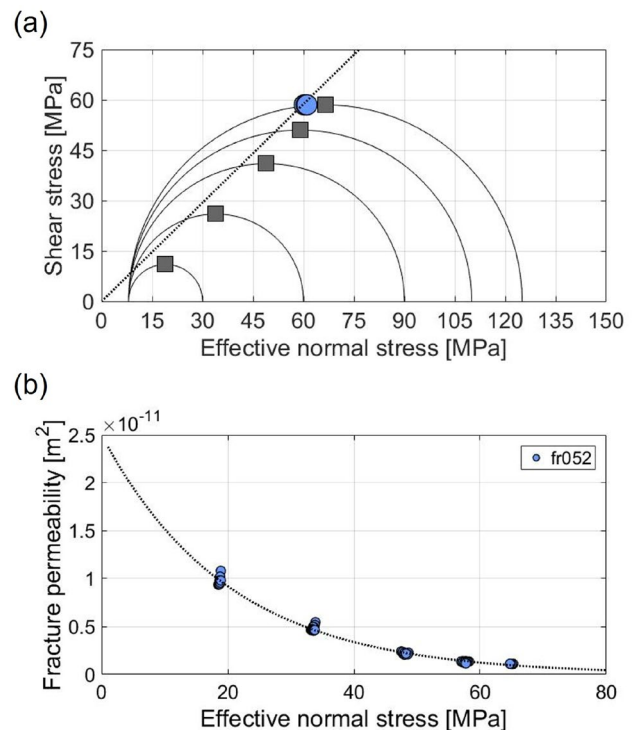 (a)
75
60
45
30
15
0
Shear stress [MPa]
0 15 30 45 60 75 90 105 120 135 150
Effective normal stress [MPa]
(b)
×10⁻¹¹
2.5
2
1.5
1
0.5
0
Fracture permeability [m²]
fr052
0 20 40 60 80
Effective normal stress [MPa]